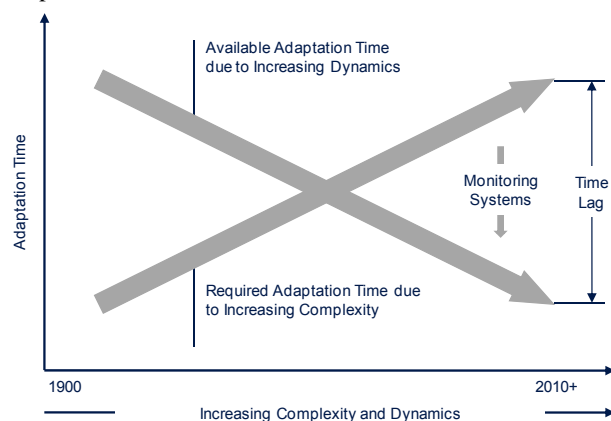 Available Adaptation Time
due to Increasing Dynamics
Adaptation Time
Monitoring
Systems
Time
Lag
Required Adaptation Time due
to Increasing Complexity
1900
2010+
Increasing Complexity and Dynamics